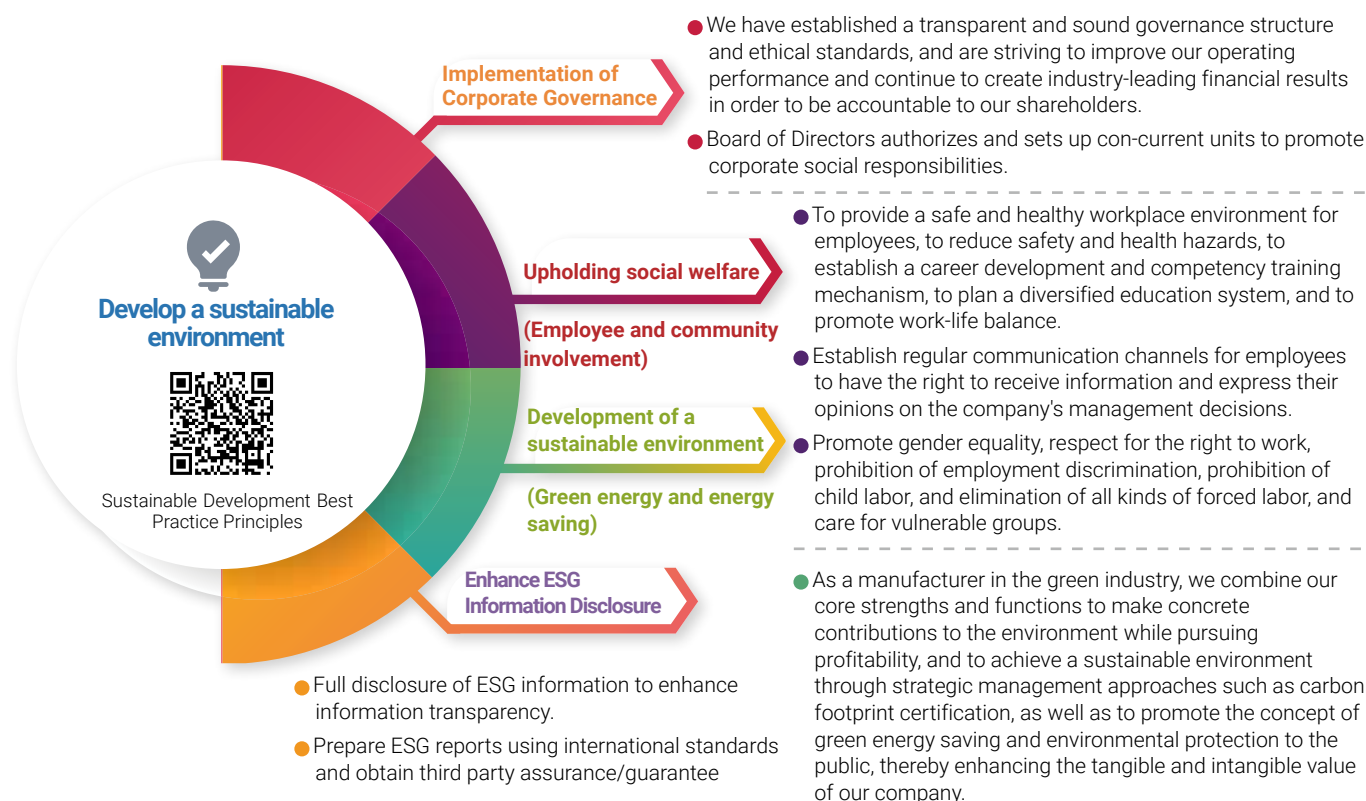 Develop a sustainable
environment
Sustainable Development Best
Practice Principles
Implementation of
Corporate Governance
We have established a transparent and sound governance structure
and ethical standards, and are striving to improve our operating
performance and continue to create industry-leading financial results
in order to be accountable to our shareholders.
Board of Directors authorizes and sets up con-current units to promote
corporate social responsibilities.
Upholding social welfare
(Employee and community
involvement)
To provide a safe and healthy workplace environment for
employees, to reduce safety and health hazards, to
establish a career development and competency training
mechanism, to plan a diversified education system, and to
promote work-life balance.
Establish regular communication channels for employees
to have the right to receive information and express their
opinions on the company's management decisions.
Promote gender equality, respect for the right to work,
prohibition of employment discrimination, prohibition of
child labor, and elimination of all kinds of forced labor, and
care for vulnerable groups.
Development of a
sustainable environment
(Green energy and energy
saving)
As a manufacturer in the green industry, we combine our
core strengths and functions to make concrete
contributions to the environment while pursuing
profitability, and to achieve a sustainable environment
through strategic management approaches such as carbon
footprint certification, as well as to promote the concept of
green energy saving and environmental protection to the
public, thereby enhancing the tangible and intangible value
of our company.
Enhance ESG
Information Disclosure
Full disclosure of ESG information to enhance
information transparency.
Prepare ESG reports using international standards
and obtain third party assurance/guarantee